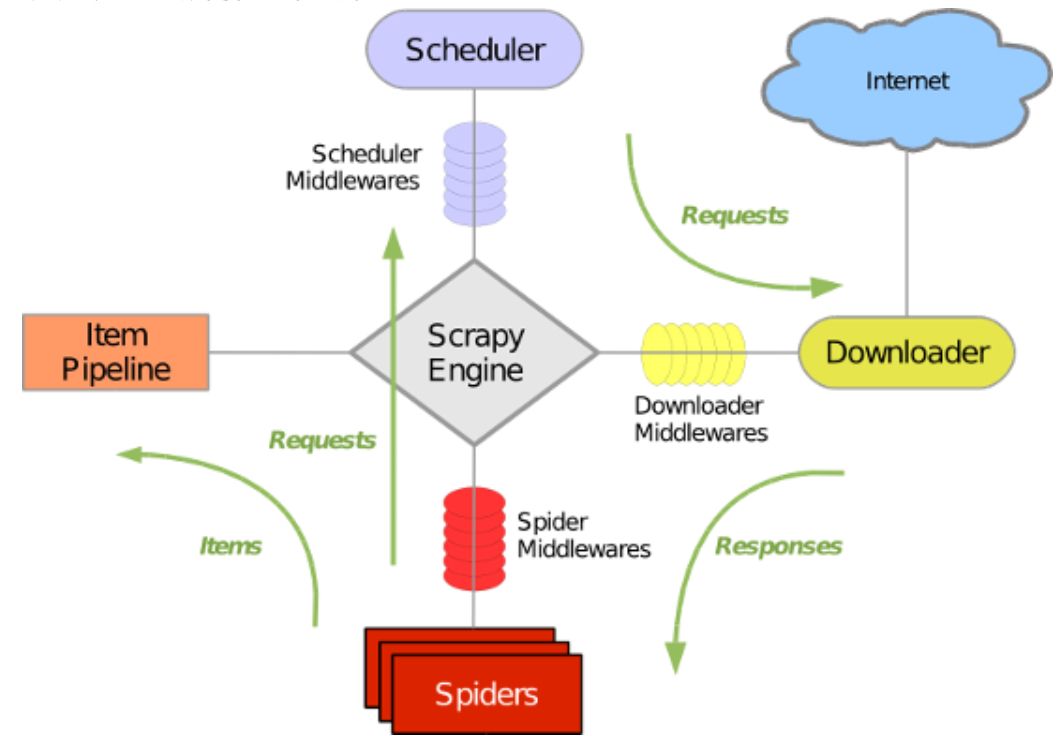 Scheduler
Internet
Scheduler
Middlewares
Requests
Item
Pipeline
Scrapy
Engine
Downloader
Downloader
Middlewares
Requests
Items
Spider
Middlewares
Responses
Spiders